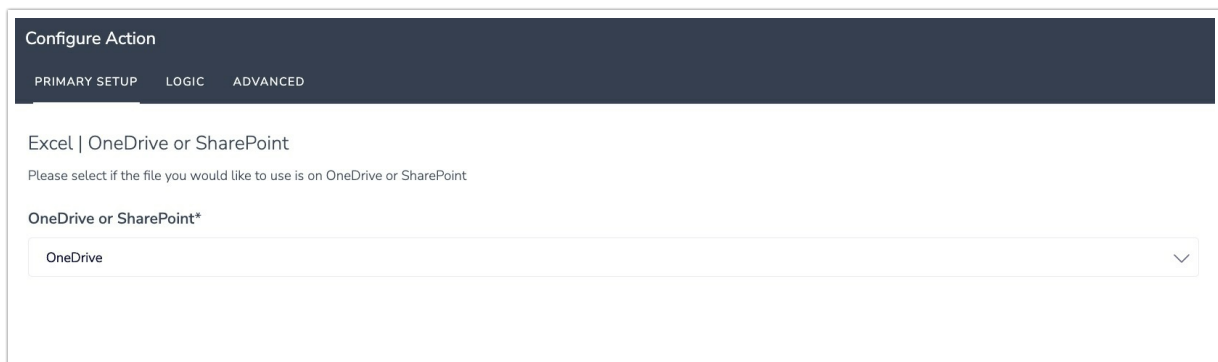 Configure Action
PRIMARY SETUP LOGIC ADVANCED
Excel | OneDrive or SharePoint
Please select if the file you would like to use is on OneDrive or SharePoint
OneDrive or SharePoint*
OneDrive